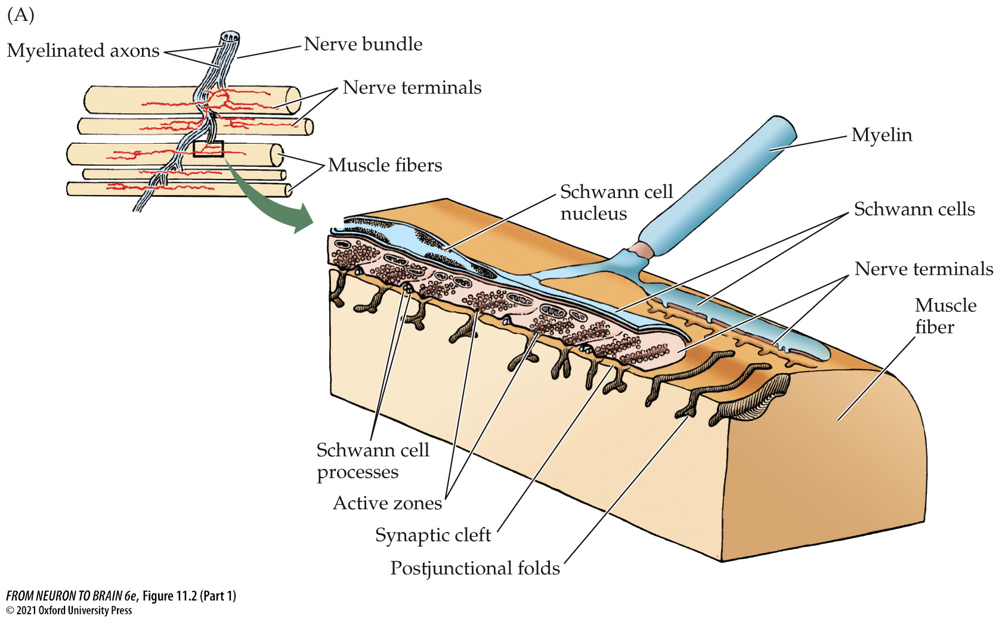 (A)
Myelinated axons
Nerve bundle
Nerve terminals
Muscle fibers
Myelin
Schwann cell
nucleus
Schwann cells
Nerve terminals
Muscle
fiber
Schwann cell
processes
Active zones
Synaptic cleft
Postjunctional folds
FROM NEURON TO BRAIN 6e, Figure 11.2 (Part 1)
© 2021 Oxford University Press